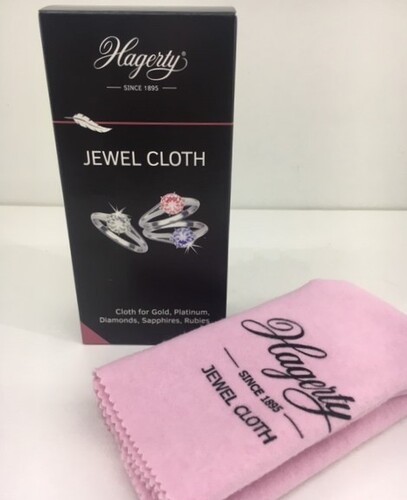 Hagerty®
SINCE 1895
JEWEL CLOTH
Cloth for Gold, Platinum,
Diamonds, Sapphires, Rubies
Hagerty
SINCE 1895
JEWEL CLOTH